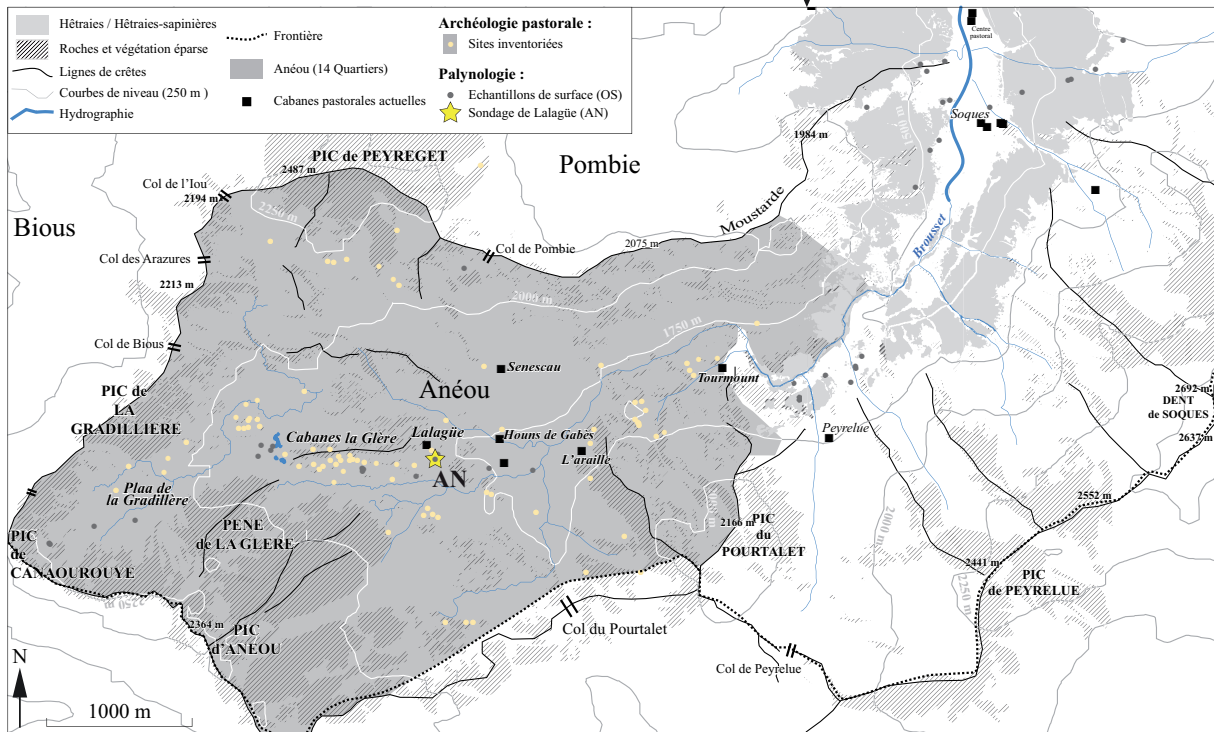 Hêtraies / Hêtraies-sapinières
Roches et végétation éparse
Lignes de crêtes
Courbes de niveau (250 m )
Hydrographie
Frontière
Anéou (14 Quartiers)
Cabanes pastorales actuelles
Archéologie pastorale :
Sites inventoriées
Palynologie :
Echantillons de surface (OS)
Sondage de Lalagüe (AN)
Centre
pastoral
Soques
1984 m
PIC de PEYREGET
2487 m
Pombie
Col de l'Iou
2194 m
2250 m
Bious
Moustarde
Brousset
Col de Pombie
2075 m
Col des Arazures
2213 m
2000 m
1750 m
Col de Bious
Senescau
Tourmount
Anéou
PIC de
LA
GRADILLIERE
2692 m
DENT
de SOQUES
2637 m
Cabanes la Glère
Lalagüe
Houns de Gabès
L'araille
Peyrelue
AN
Plaa de
la Gradillère
2552 m
2000 m
PENE
de LA GLERE
2166 m
PIC
du
POURTALET
2000 m
PIC
de
CANAOUROUYE
2441 m
PIC
de PEYRELUE
2250 m
2250 m
2364 m
PIC
d'ANEOU
Col du Pourtalet
Col de Peyrelue
N
1000 m